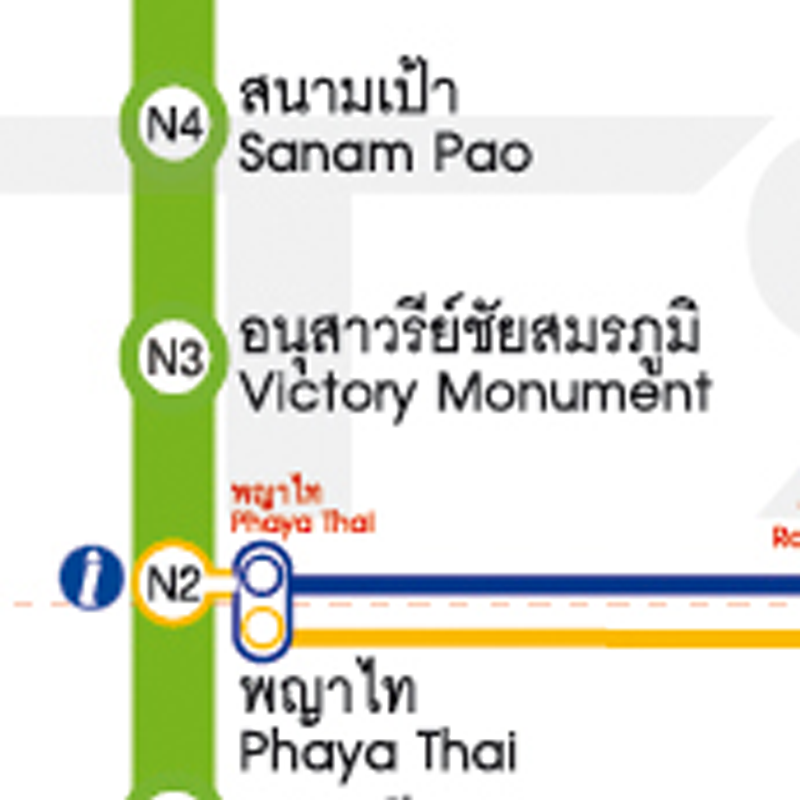 N4
สนามเป้า
Sanam Pao
N3
อนุสาวรีย์ชัยสมรภูมิ
Victory Monument
พญาไท
Phaya Thai
i
N2
พญาไท
Phaya Thai